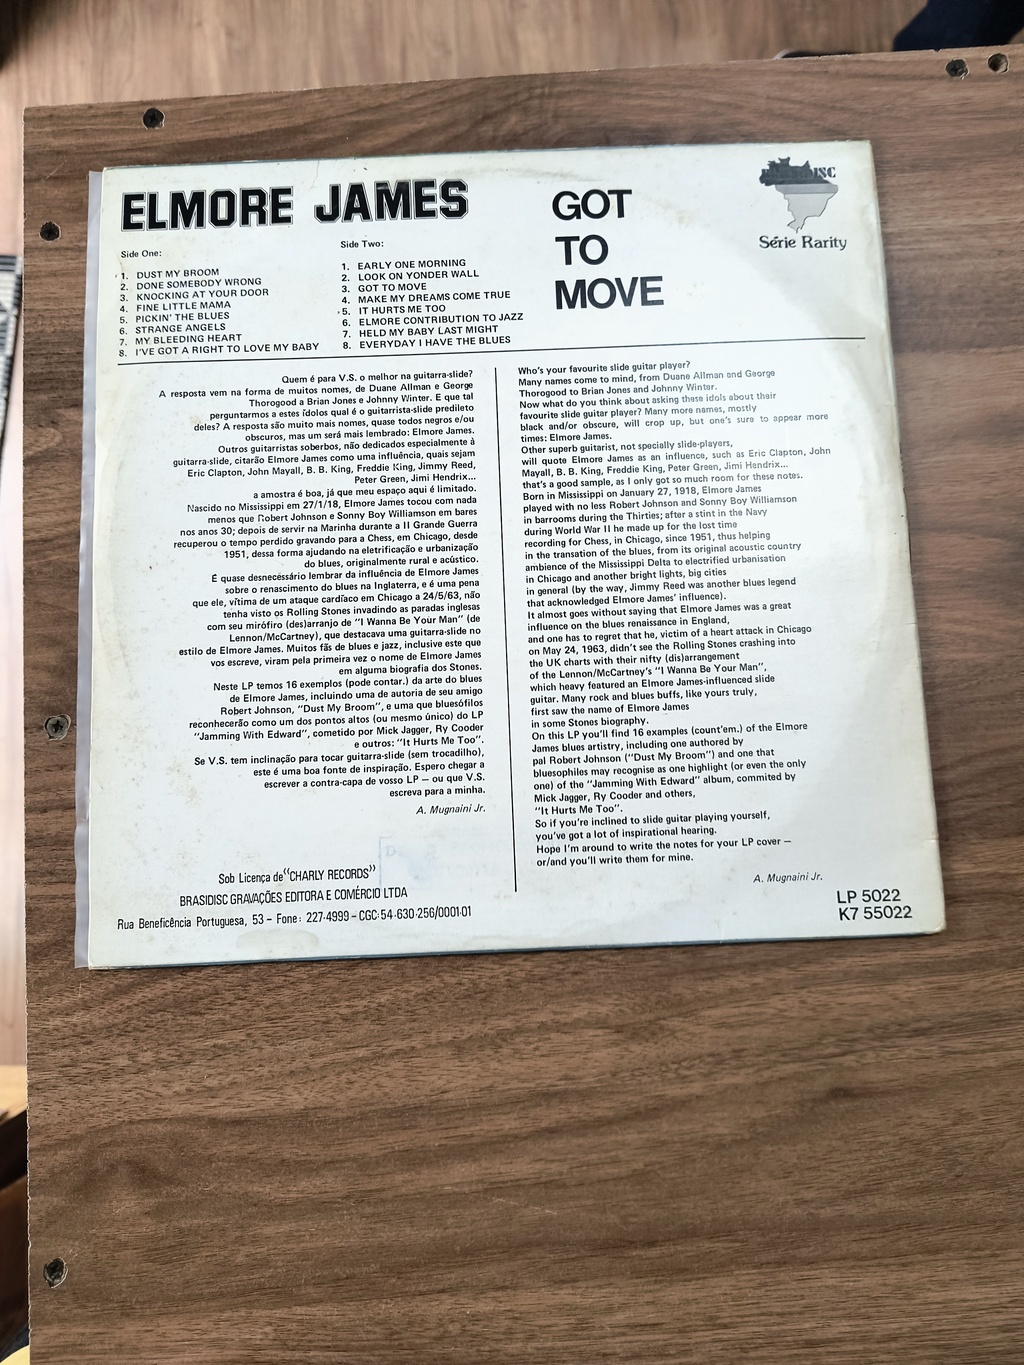 ELMORE JAMES
Side One:
1. DUST MY BROOM
2. DONE SOMEBODY WRONG
3. KNOCKING AT YOUR DOOR
4. FINE LITTLE MAMA
5. PICKIN' THE BLUES
6. STRANGE ANGELS
7. MY BLEEDING HEART
8. I'VE GOT A RIGHT TO LOVE MY BABY
Side Two:
1. EARLY ONE MORNING
2. LOOK ON YONDER WALL
3. GOT TO MOVE
4. MAKE MY DREAMS COME TRUE
5. IT HURTS ME TOO
6. ELMORE CONTRIBUTION TO JAZZ
7. HELD MY BABY LAST MIGHT
8. EVERYDAY I HAVE THE BLUES
GOT
TO
MOVE
Série Rarity
Quem é para V.S. o melhor na guitarra-slide?
A resposta vem na forma de muitos nomes, de Duane Allman e George
Thorogood a Brian Jones e Johnny Winter. E que tal
perguntarmos a estes ídolos qual é o guitarrista-slide predileto
deles? A resposta são muito mais nomes, quase todos negros e/ou
obscuros, mas um será mais lembrado: Elmore James.
Outros guitarristas soberbos, não dedicados especialmente à
guitarra-slide, citarão Elmore James como uma influência, quais sejam
Eric Clapton, John Mayall, B. B. King, Freddie King, Jimmy Reed,
Peter Green, Jimi Hendrix...
a amostra é boa, já que meu espaço aqui é limitado.
Nascido no Mississippi em 27/1/18, Elmore James tocou com nada
menos que Robert Johnson e Sonny Boy Williamson em bares
nos anos 30; depois de servir na Marinha durante a II Grande Guerra
recuperou o tempo perdido gravando para a Chess, em Chicago, desde
1951, dessa forma ajudando na eletrificação e urbanização
do blues, originalmente rural e acústico.
É quase desnecessário lembrar da influência de Elmore James
sobre o renascimento do blues na Inglaterra, e é uma pena
que ele, vítima de um ataque cardíaco em Chicago a 24/5/63, não
tenha visto os Rolling Stones invadindo as paradas inglesas
com seu mirófiro (des)arranjo de "I Wanna Be Your Man" (de
Lennon/McCartney), que destacava uma guitarra-slide no
estilo de Elmore James. Muitos fãs de blues e jazz, inclusive este que
vos escreve, viram pela primeira vez o nome de Elmore James
em alguma biografia dos Stones.
Neste LP temos 16 exemplos (pode contar.) da arte do blues
de Elmore James, incluindo uma de autoria de seu amigo
Robert Johnson, "Dust My Broom", e uma que bluesófilos
reconhecerão como um dos pontos altos (ou mesmo único) do LP
"Jamming With Edward", cometido por Mick Jagger, Ry Cooder
e outros: "It Hurts Me Too".
Se V.S. tem inclinação para tocar guitarra-slide (sem trocadilho),
este é uma boa fonte de inspiração. Espero chegar a
escrever a contra-capa de vosso LP — ou que V.S.
escreva para a minha.
A. Mugnaini Jr.
Who's your favourite slide guitar player?
Many names come to mind, from Duane Allman and George
Thorogood to Brian Jones and Johnny Winter.
Now what do you think about asking these idols about their
favourite slide guitar player? Many more names, mostly
black and/or obscure, will crop up, but one's sure to appear more
times: Elmore James.
Other superb guitarist, not specially slide-players,
will quote Elmore James as an influence, such as Eric Clapton, John
Mayall, B. B. King, Freddie King, Peter Green, Jimi Hendrix...
that's a good sample, as I only got so much room for these notes.
Born in Mississippi on January 27, 1918, Elmore James
played with no less Robert Johnson and Sonny Boy Williamson
in barrooms during the Thirties; after a stint in the Navy
during World War II he made up for the lost time
recording for Chess, in Chicago, since 1951, thus helping
in the transation of the blues, from its original acoustic country
ambience of the Mississippi Delta to electrified urbanisation
in Chicago and another bright lights, big cities
in general (by the way, Jimmy Reed was another blues legend
that acknowledged Elmore James' influence).
It almost goes without saying that Elmore James was a great
influence on the blues renaissance in England,
and one has to regret that he, victim of a heart attack in Chicago
on May 24, 1963, didn't see the Rolling Stones crashing into
the UK charts with their nifty (dis)arrangement
of the Lennon/McCartney's "I Wanna Be Your Man",
which heavy featured an Elmore James-influenced slide
guitar. Many rock and blues buffs, like yours truly,
first saw the name of Elmore James
in some Stones biography.
On this LP you'll find 16 examples (count'em.) of the Elmore
James blues artistry, including one authored by
pal Robert Johnson ("Dust My Broom") and one that
bluesophiles may recognise as one highlight (or even the only
one) of the "Jamming With Edward" album, commited by
Mick Jagger, Ry Cooder and others,
"It Hurts Me Too".
So if you're inclined to slide guitar playing yourself,
you've got a lot of inspirational hearing.
Hope I'm around to write the notes for your LP cover —
or/and you'll write them for mine.
A. Mugnaini Jr.
Sob Licença de "CHARLY RECORDS"
BRASIDISC GRAVAÇÕES EDITORA E COMÉRCIO LTDA
Rua Beneficência Portuguesa, 53 - Fone: 227-4999 - CGC: 54-630-256/0001-01
LP 5022
K7 55022